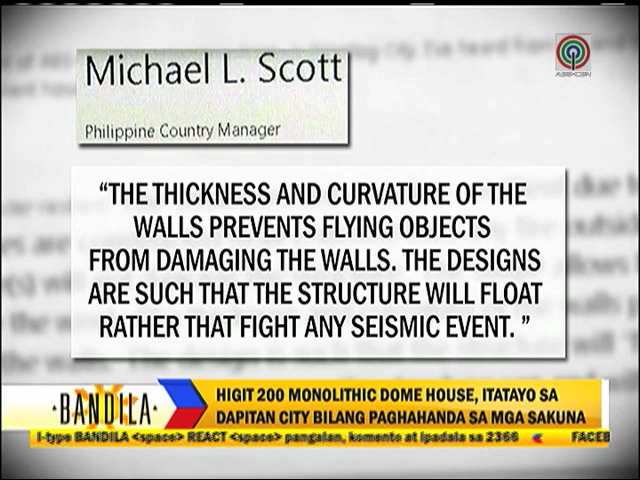 Michael L. Scott
Philippine Country Manager
ABS-CBN
“THE THICKNESS AND CURVATURE OF THE
WALLS PREVENTS FLYING OBJECTS
FROM DAMAGING THE WALLS. THE DESIGNS
ARE SUCH THAT THE STRUCTURE WILL FLOAT
RATHER THAT FIGHT ANY SEISMIC EVENT. ”
BANDILA
HIGIT 200 MONOLITHIC DOME HOUSE, ITATAYO SA
DAPITAN CITY BILANG PAGHAHANDA SA MGA SAKUNA
I-type BANDILA <space> REACT <space> pangalan, komento at ipadala sa 2366 FACEB